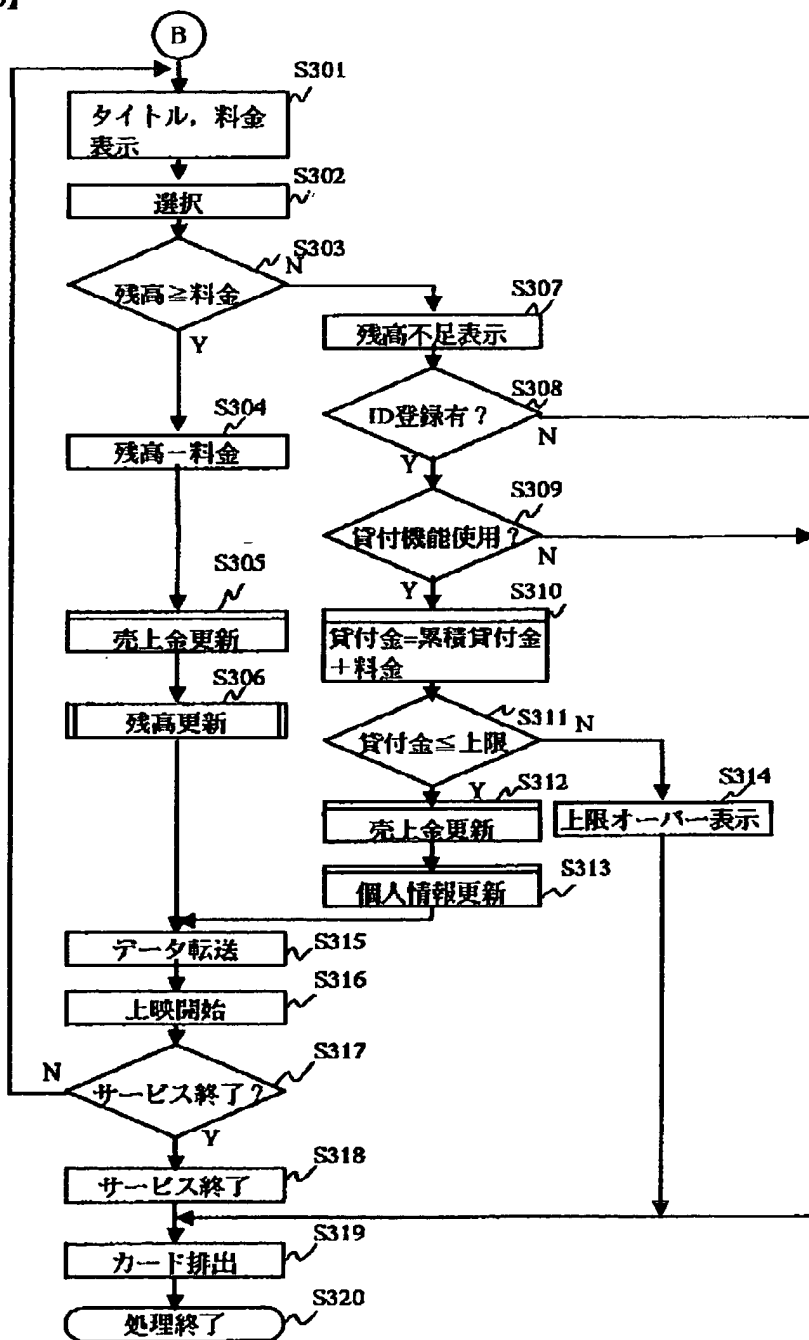 B
S301
タイトル，料金
表示
S302
選択
S303
残高≧料金
N
Y
S304
残高－料金
S305
売上金更新
S306
残高更新
S307
残高不足表示
S308
ID登録有？
N
Y
S309
貸付機能使用？
N
Y
S310
貸付金=累積貸付金
＋料金
S311
貸付金≦上限
N
Y
S312
売上金更新
S313
個人情報更新
S314
上限オーバー表示
S315
データ転送
S316
上映開始
S317
サービス終了？
N
Y
S318
サービス終了
S319
カード排出
S320
処理終了